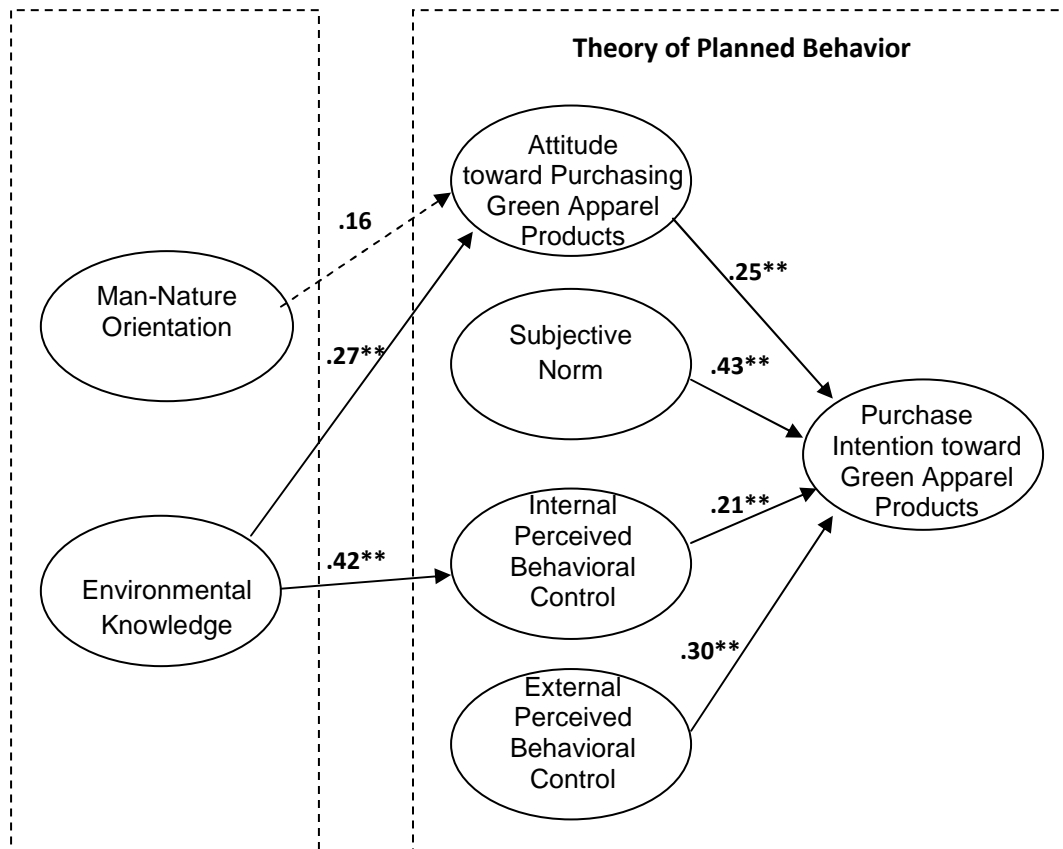 Theory of Planned Behavior
Attitude
toward Purchasing
Green Apparel
Products
.16
.25**
Man-Nature
Orientation
.27**
Subjective
Norm
.43**
Purchase
Intention toward
Green Apparel
Products
Internal
Perceived
Behavioral
Control
.21**
.42**
Environmental
Knowledge
External
Perceived
Behavioral
Control
.30**